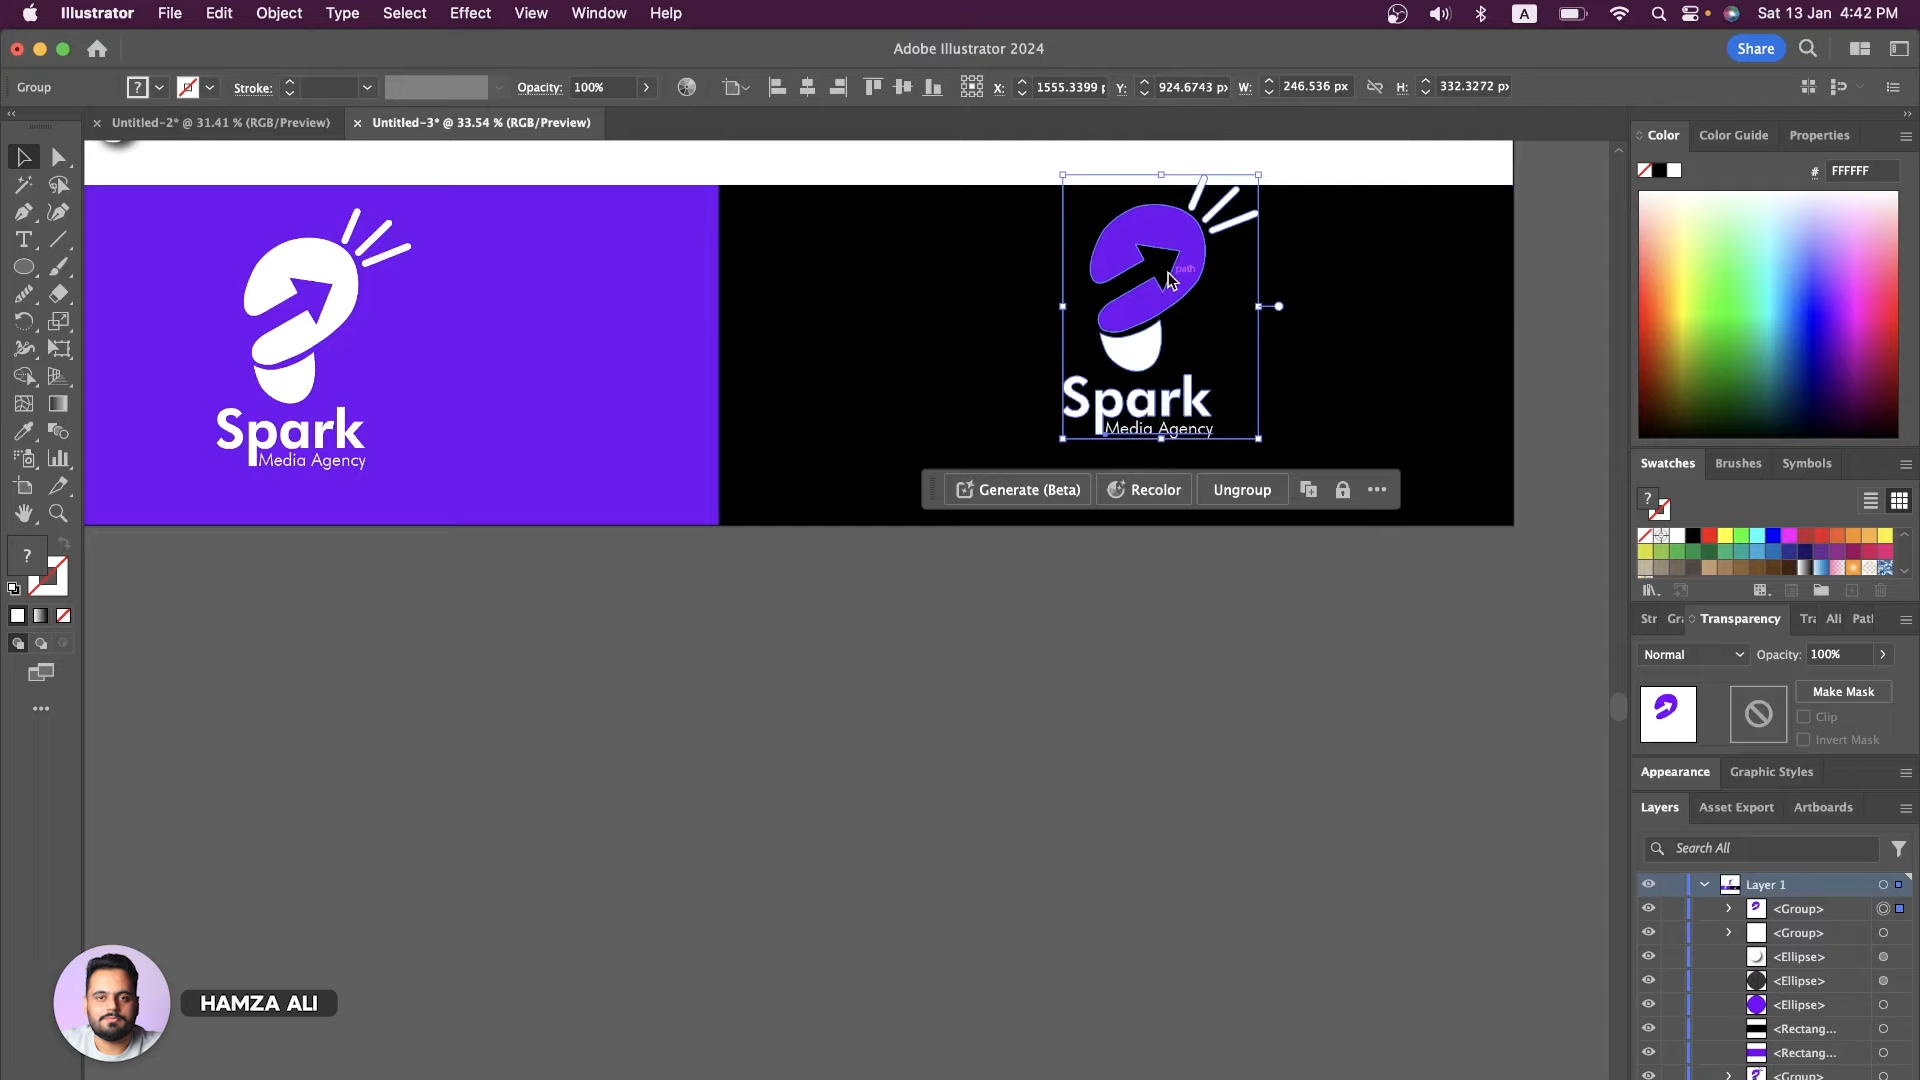 Illustrator File Edit Object Type Select Effect View Window Help
A
Sat 13 Jan 4:42 PM
Adobe Illustrator 2024
Share
Group
?
Stroke:
Opacity: 100%
X: 1555.3399 p
Y: 924.6743 px
W: 246.536 px
H: 332.3272 px
Untitled-2* @ 31.41 % (RGB/Preview)
Untitled-3* @ 33.54 % (RGB/Preview)
Color Color Guide Properties
# FFFFFF
path
Spark
Media Agency
Spark
Media Agency
Generate (Beta)
Recolor
Ungroup
Swatches Brushes Symbols
?
?
Str Gra Transparency Tra Ali Path
Normal Opacity: 100%
Make Mask
Clip
Invert Mask
Appearance Graphic Styles
Layers Asset Export Artboards
Search All
Layer 1
<Group>
<Group>
<Ellipse>
<Ellipse>
<Ellipse>
<Rectang...
<Rectang...
<Group>
HAMZA ALI